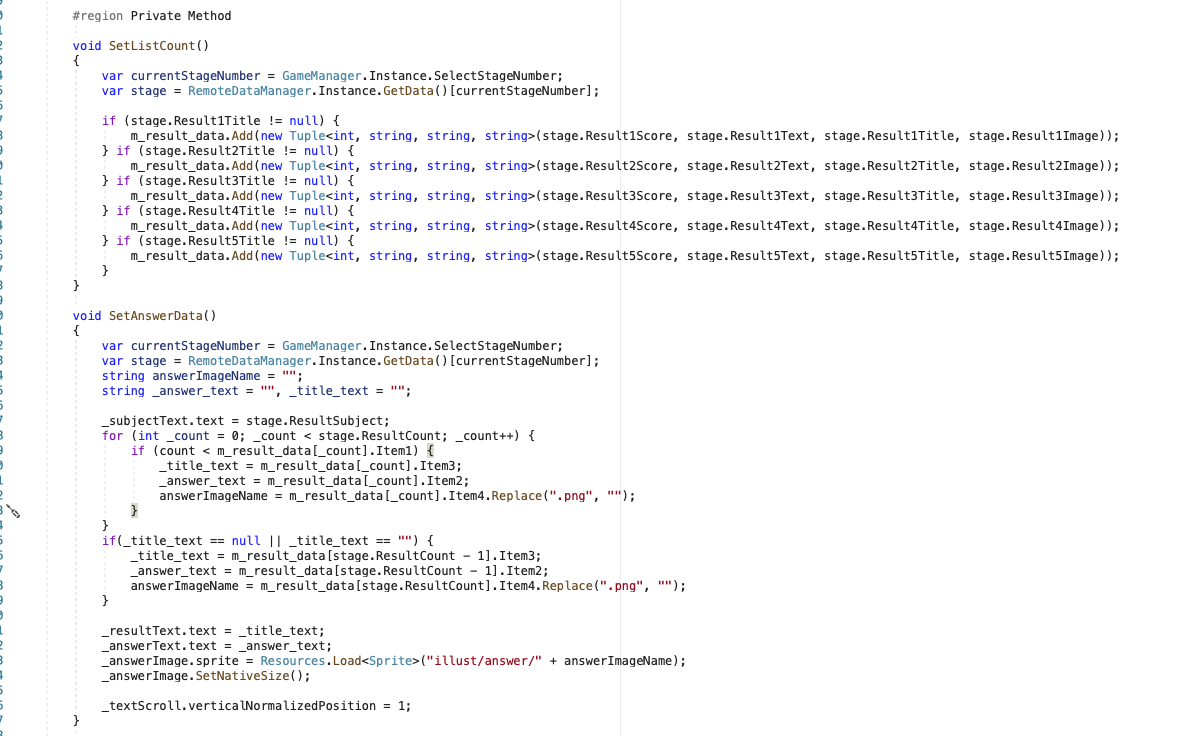 #region Private Method
void SetListCount()
{
var currentStageNumber = GameManager.Instance.SelectStageNumber;
var stage = RemoteDataManager.Instance.GetData()[currentStageNumber];
if (stage.Result1Title != null) {
m_result_data.Add(new Tuple<int, string, string, string>(stage.Result1Score, stage.Result1Text, stage.Result1Title, stage.Result1Image));
} if (stage.Result2Title != null) {
m_result_data.Add(new Tuple<int, string, string, string>(stage.Result2Score, stage.Result2Text, stage.Result2Title, stage.Result2Image));
} if (stage.Result3Title != null) {
m_result_data.Add(new Tuple<int, string, string, string>(stage.Result3Score, stage.Result3Text, stage.Result3Title, stage.Result3Image));
} if (stage.Result4Title != null) {
m_result_data.Add(new Tuple<int, string, string, string>(stage.Result4Score, stage.Result4Text, stage.Result4Title, stage.Result4Image));
} if (stage.Result5Title != null) {
m_result_data.Add(new Tuple<int, string, string, string>(stage.Result5Score, stage.Result5Text, stage.Result5Title, stage.Result5Image));
}
}
void SetAnswerData()
{
var currentStageNumber = GameManager.Instance.SelectStageNumber;
var stage = RemoteDataManager.Instance.GetData()[currentStageNumber];
string answerImageName = "";
string _answer_text = "", _title_text = "";
_subjectText.text = stage.ResultSubject;
for (int _count = 0; _count < stage.ResultCount; _count++) {
if (count < m_result_data[_count].Item1) {
_title_text = m_result_data[_count].Item3;
_answer_text = m_result_data[_count].Item2;
answerImageName = m_result_data[_count].Item4.Replace(".png", "");
}
}
if(_title_text == null || _title_text == "") {
_title_text = m_result_data[stage.ResultCount - 1].Item3;
_answer_text = m_result_data[stage.ResultCount - 1].Item2;
answerImageName = m_result_data[stage.ResultCount].Item4.Replace(".png", "");
}
_resultText.text = _title_text;
_answerText.text = _answer_text;
_answerImage.sprite = Resources.Load<Sprite>("illust/answer/" + answerImageName);
_answerImage.SetNativeSize();
_textScroll.verticalNormalizedPosition = 1;
}